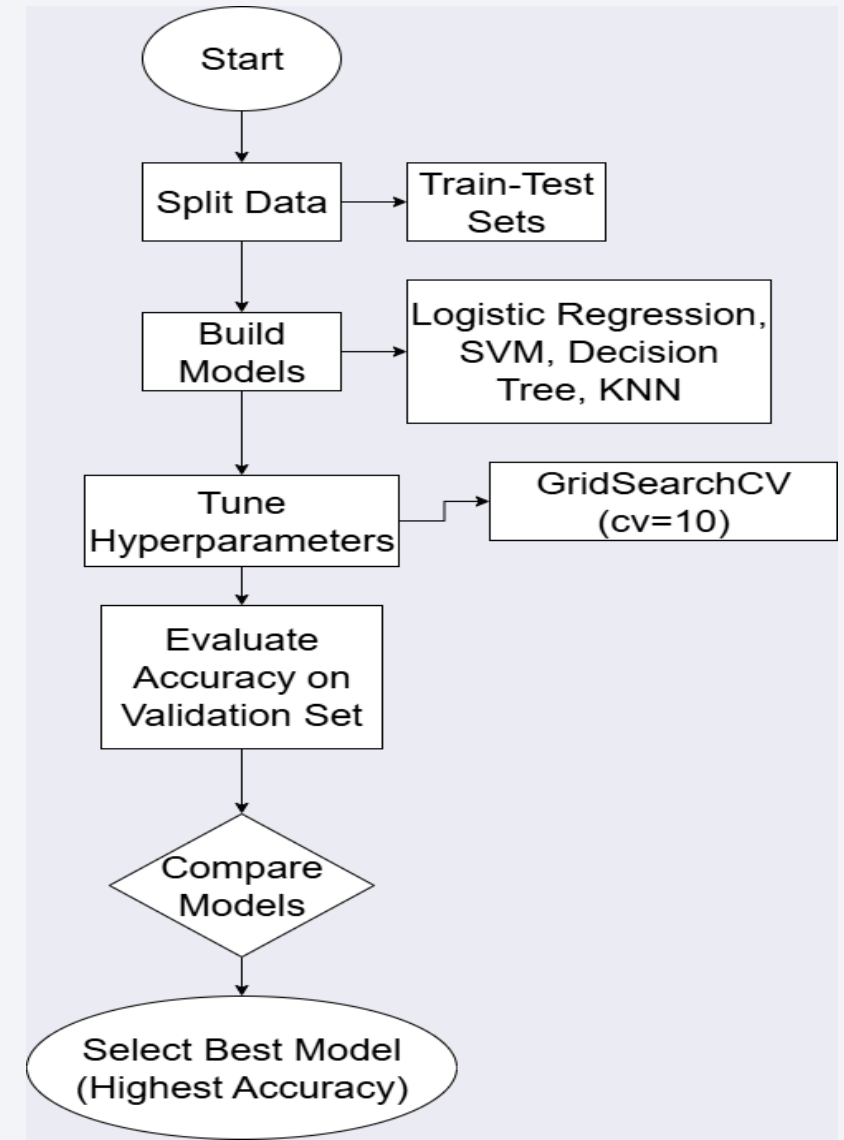 Start
Split Data
Train-Test
Sets
Build
Models
Logistic Regression,
SVM, Decision
Tree, KNN
Tune
Hyperparameters
GridSearchCV
(cv=10)
Evaluate
Accuracy on
Validation Set
Compare
Models
Select Best Model
(Highest Accuracy)